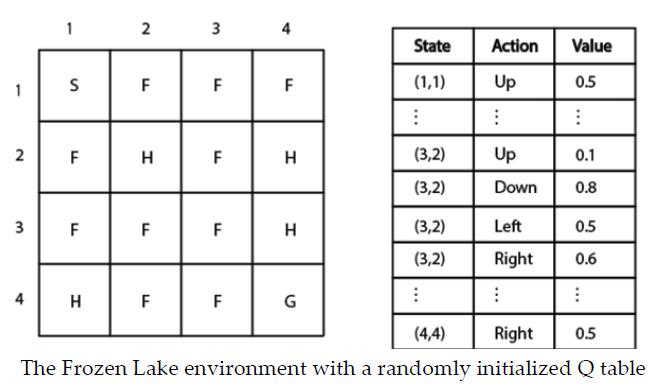 1 2 3 4
1 S F F F
2 F H F H
3 F F F H
4 H F F G
State Action Value
(1,1) Up 0.5
⋮ ⋮ ⋮
(3,2) Up 0.1
(3,2) Down 0.8
(3,2) Left 0.5
(3,2) Right 0.6
⋮ ⋮ ⋮
(4,4) Right 0.5
The Frozen Lake environment with a randomly initialized Q table